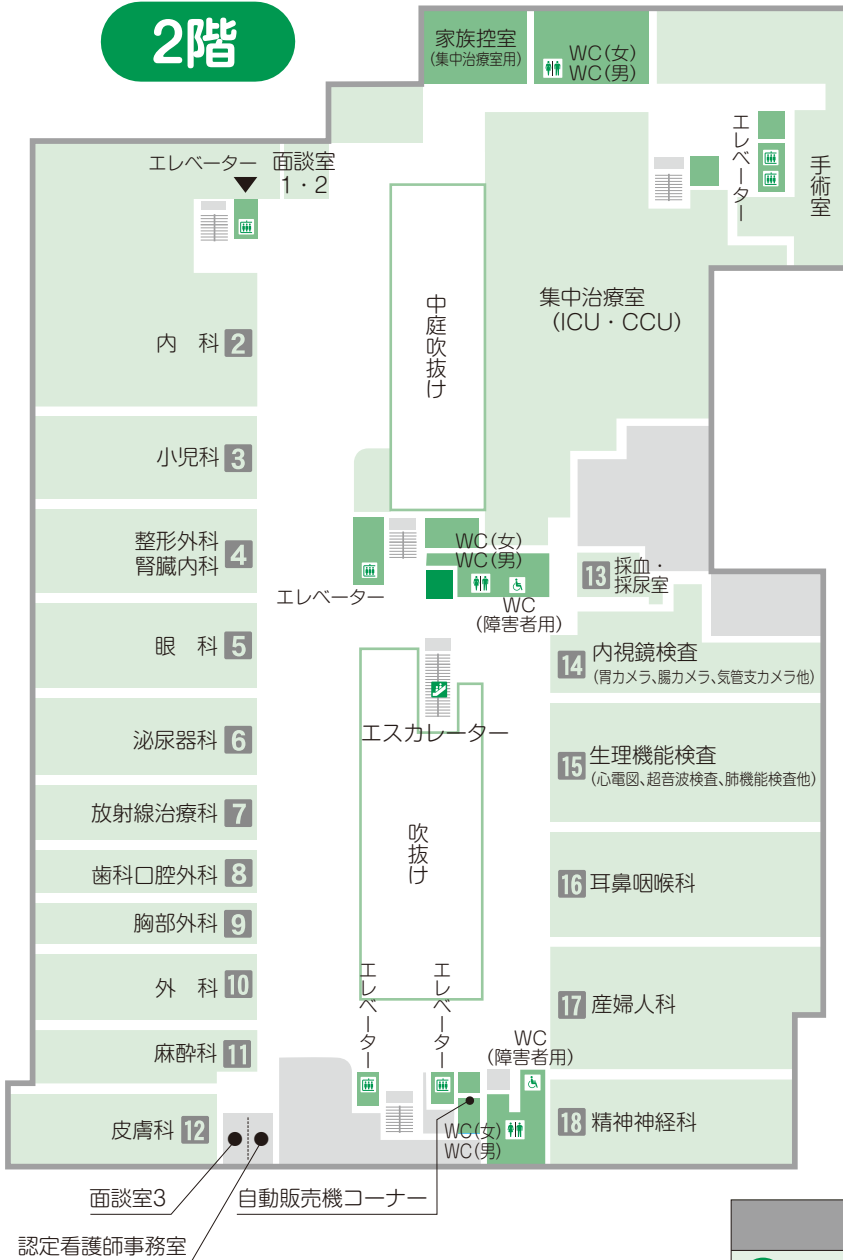 2階
家族控室
(集中治療室用)
WC(女)
WC(男)
エレベーター
手術室
エレベーター
面談室
1・2
中庭吹抜け
集中治療室
(ICU・CCU)
内　科 2
小児科 3
整形外科
腎臓内科 4
眼　科 5
泌尿器科 6
放射線治療科 7
歯科口腔外科 8
胸部外科 9
外　科 10
麻酔科 11
皮膚科 12
エレベーター
WC(女)
WC(男)
WC
(障害者用)
13 採血・
採尿室
14 内視鏡検査
(胃カメラ、腸カメラ、気管支カメラ他)
エスカレーター
15 生理機能検査
(心電図、超音波検査、肺機能検査他)
吹抜け
16 耳鼻咽喉科
17 産婦人科
エレベーター
エレベーター
WC
(障害者用)
WC(女)
WC(男)
18 精神神経科
面談室3
自動販売機コーナー
認定看護師事務室